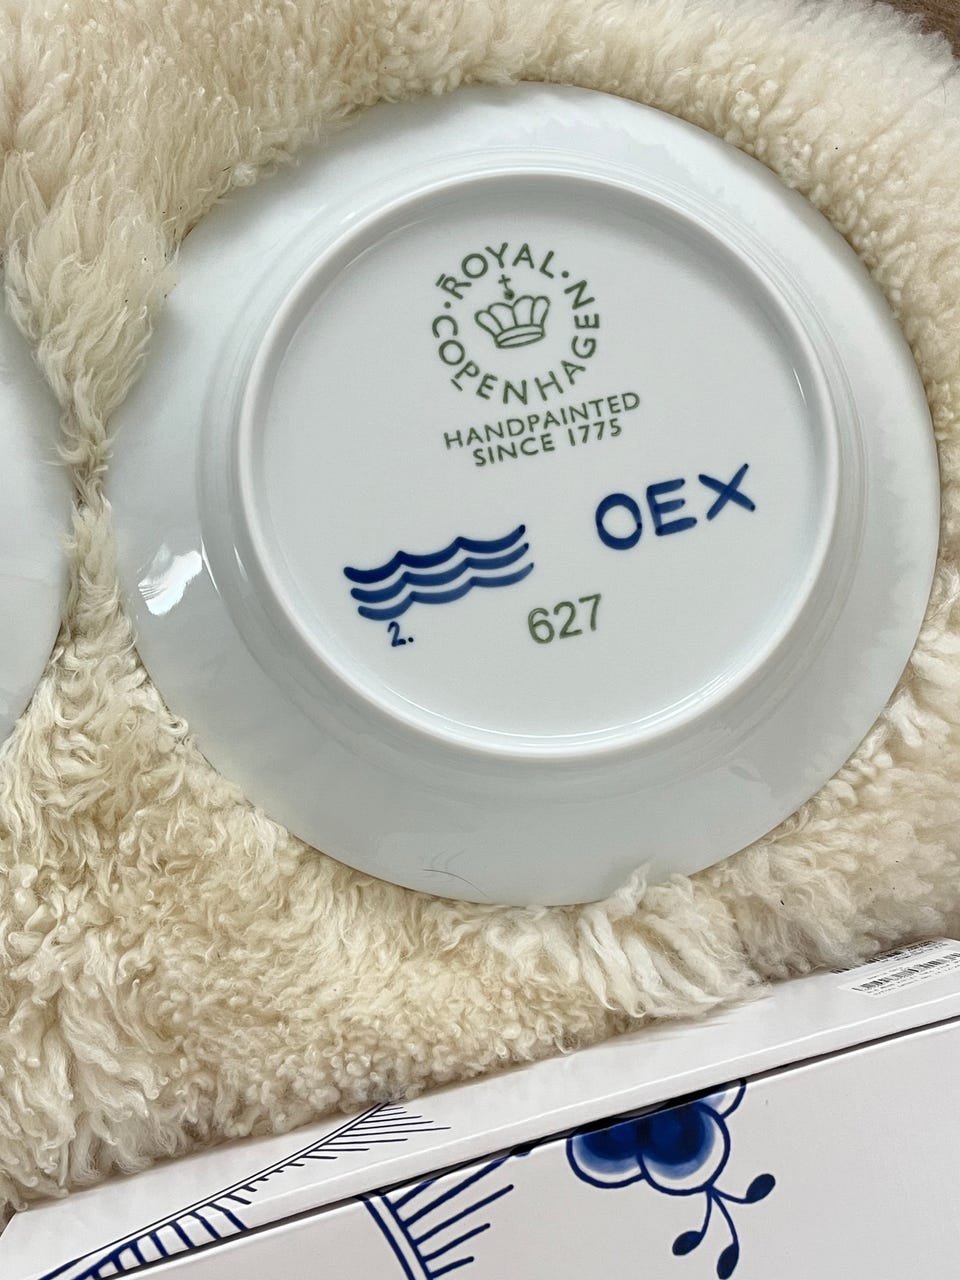 ROYAL · COPENHAGEN ·
HANDPAINTED
SINCE 1775
OEX
2.
627